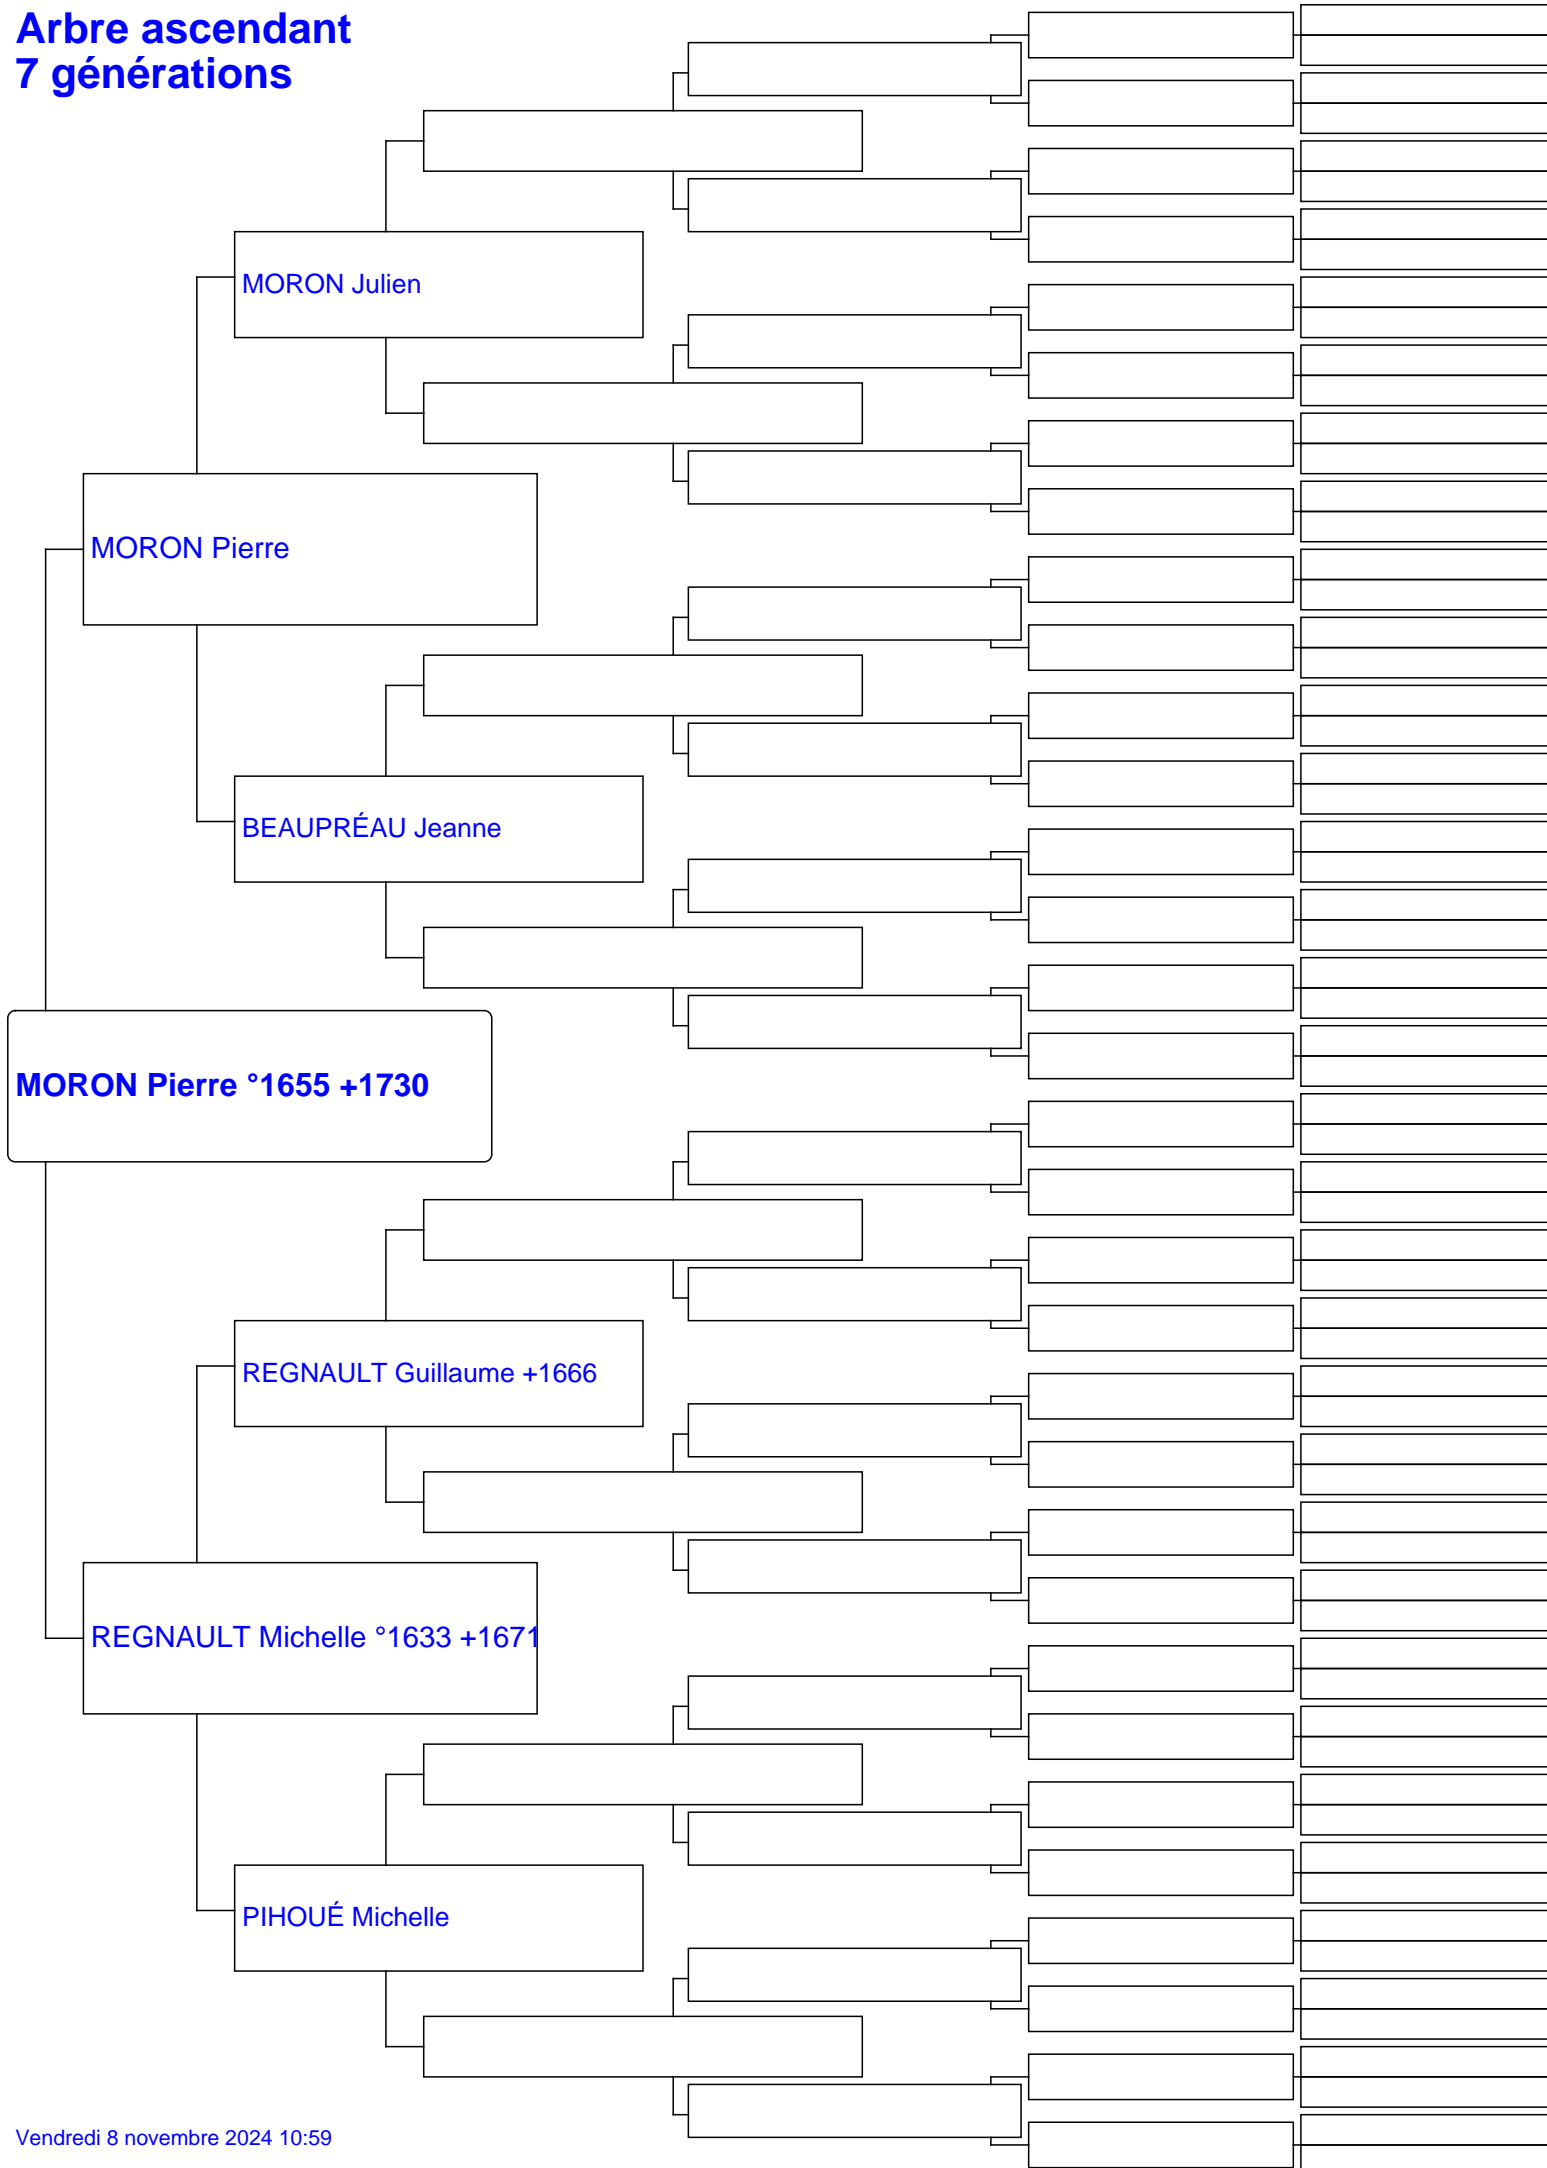 Arbre ascendant
7 générations
MORON Julien
MORON Pierre
BEAUPRÉAU Jeanne
MORON Pierre °1655 +1730
REGNAULT Guillaume +1666
REGNAULT Michelle °1633 +1671
PIHOUÉ Michelle
Vendredi 8 novembre 2024 10:59